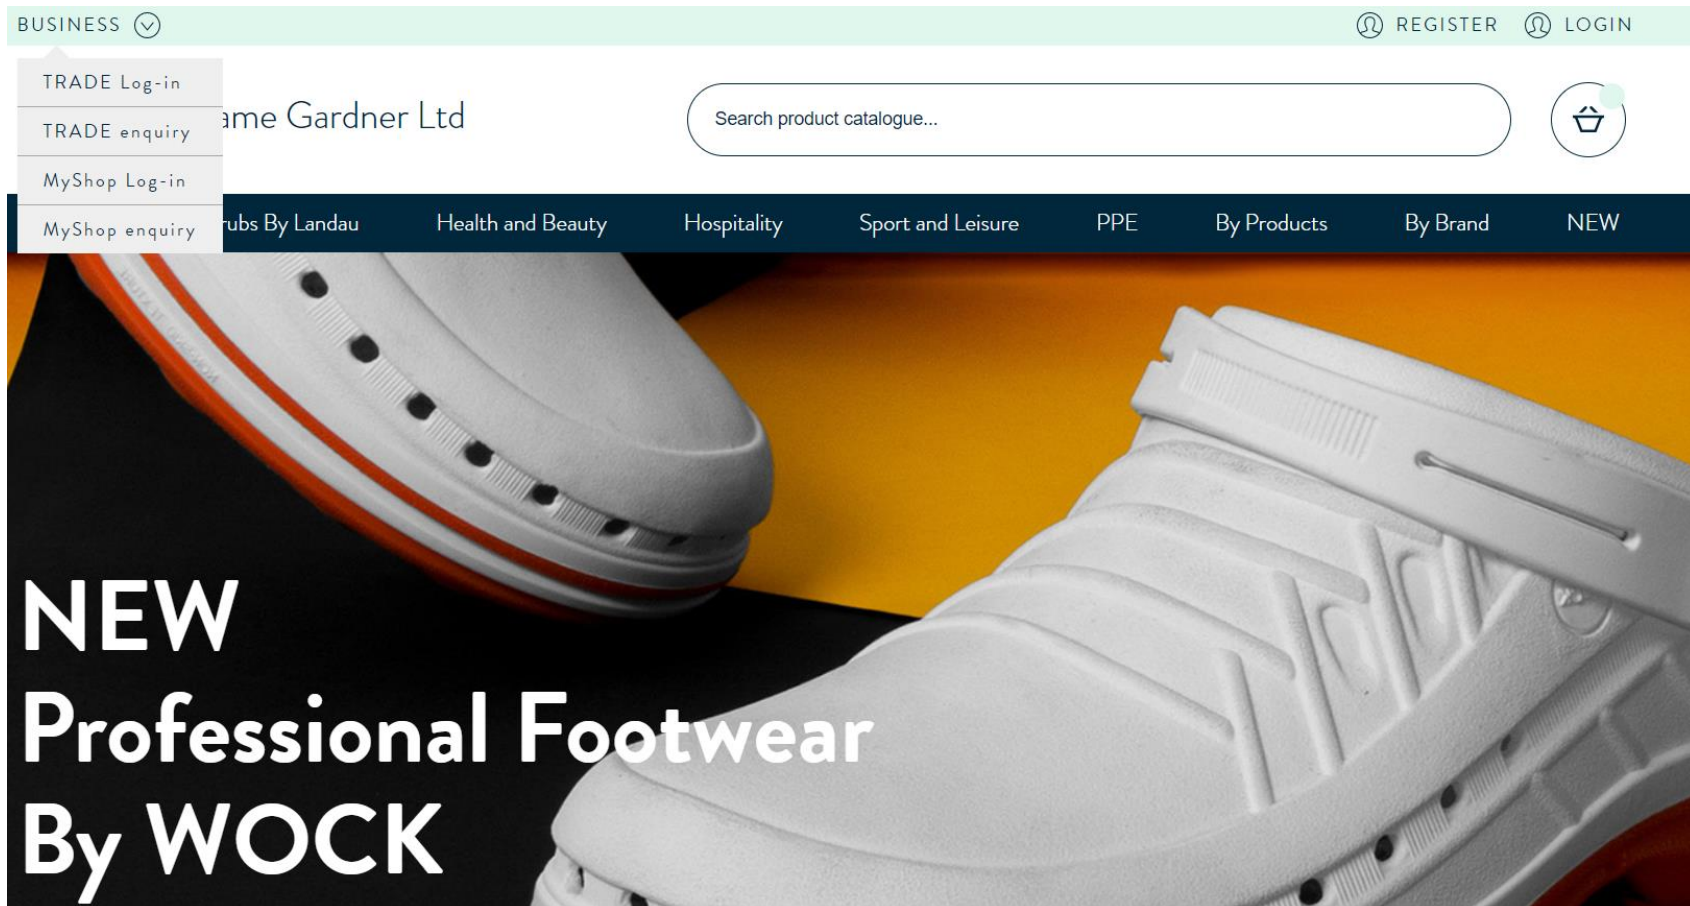 BUSINESS
REGISTER
LOGIN
TRADE Log-in
TRADE enquiry
MyShop Log-in
MyShop enquiry
ame Gardner Ltd
Search product catalogue...
rubs By Landau
Health and Beauty
Hospitality
Sport and Leisure
PPE
By Products
By Brand
NEW
NEW
Professional Footwear
By WOCK